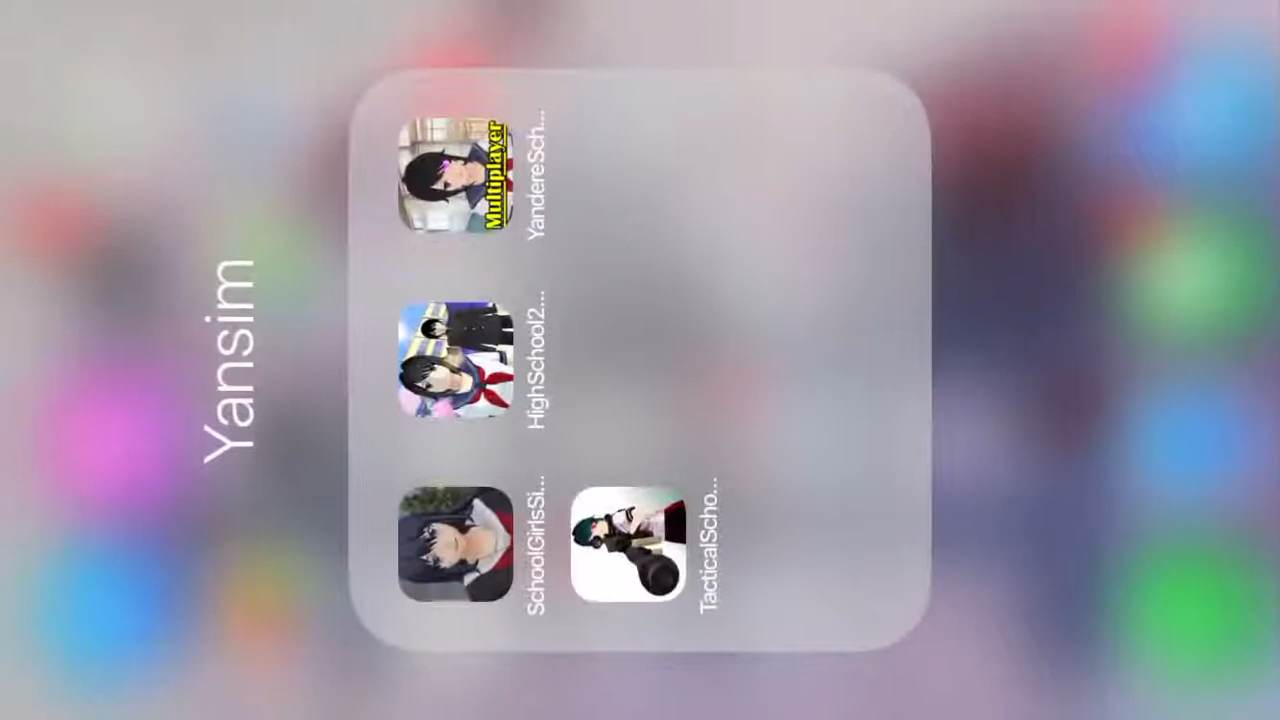 Yansim
SchoolGirlsSi...
HighSchool2...
YandereSch...
Multiplayer
TacticalScho...